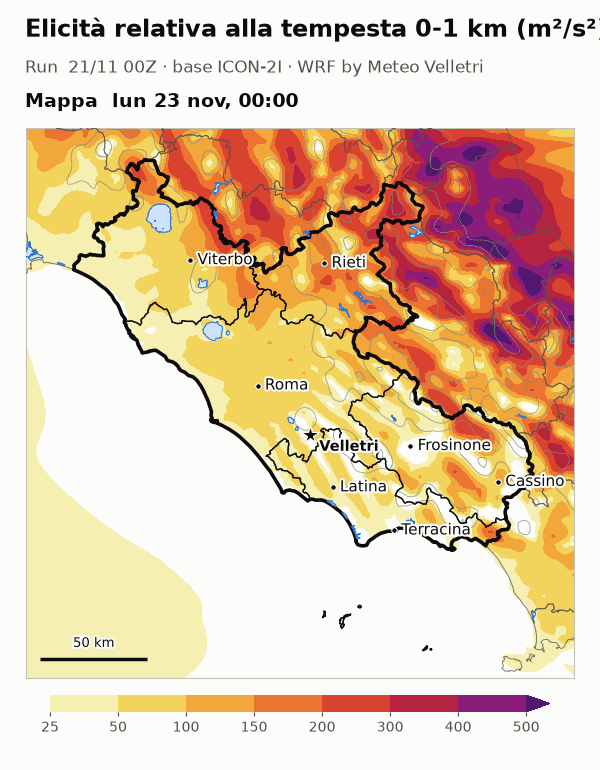 Elicità relativa alla tempesta 0-1 km (m²/s²)
Run 21/11 00Z · base ICON-2I · WRF by Meteo Velletri
Mappa lun 23 nov, 00:00
Viterbo
Rieti
Roma
Velletri
Frosinone
Latina
Cassino
Terracina
50 km
25 50 100 150 200 300 400 500